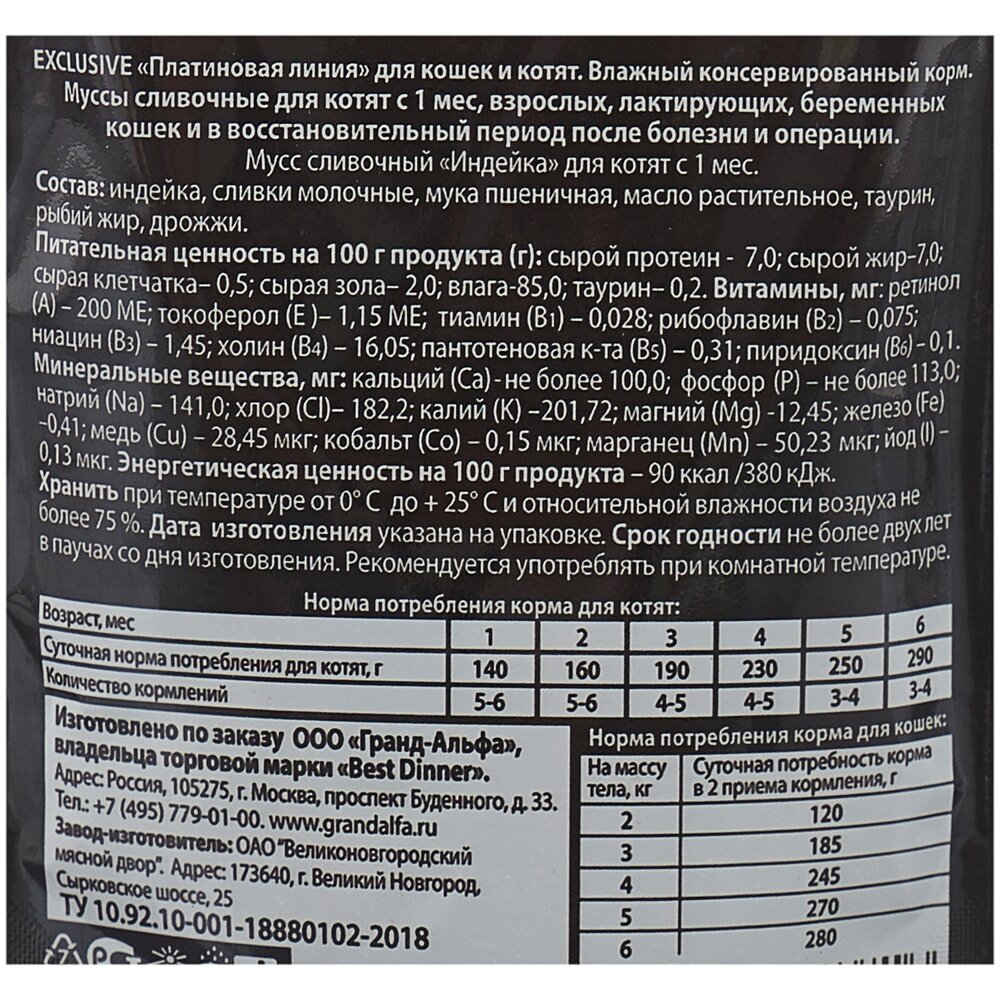 EXCLUSIVE «Платиновая линия» для кошек и котят. Влажный консервированный корм.
Муссы сливочные для котят с 1 мес, взрослых, лактирующих, беременных
кошек и в восстановительный период после болезни и операции.
Мусс сливочный «Индейка» для котят с 1 мес.
Состав: индейка, сливки молочные, мука пшеничная, масло растительное, таурин,
рыбий жир, дрожжи.
Питательная ценность на 100 г продукта (г): сырой протеин - 7,0; сырой жир–7,0;
сырая клетчатка– 0,5; сырая зола– 2,0; влага-85,0; таурин– 0,2. Витамины, мг: ретинол
(А) – 200 МЕ; токоферол (Е )– 1,15 МЕ; тиамин (В1) – 0,028; рибофлавин (В2) – 0,075;
ниацин (В3) – 1,45; холин (В4) – 16,05; пантотеновая к-та (В5) – 0,31; пиридоксин (В6) – 0,1.
Минеральные вещества, мг: кальций (Ca) - не более 100,0; фосфор (P) – не более 113,0;
натрий (Na) – 141,0; хлор (Cl)– 182,2; калий (K) –201,72; магний (Mg) -12,45; железо (Fe)
–0,41; медь (Cu) – 28,45 мкг; кобальт (Co) – 0,15 мкг; марганец (Mn) – 50,23 мкг; йод (I) –
0,13 мкг. Энергетическая ценность на 100 г продукта – 90 ккал /380 кДж.
Хранить при температуре от 0° С до + 25° С и относительной влажности воздуха не
более 75 %. Дата изготовления указана на упаковке. Срок годности не более двух лет
в паучах со дня изготовления. Рекомендуется употреблять при комнатной температуре.
Норма потребления корма для котят:
Возраст, мес 1 2 3 4 5 6
Суточная норма потребления для котят, г 140 160 190 230 250 290
Количество кормлений 5-6 5-6 4-5 4-5 3-4 3-4
Изготовлено по заказу ООО «Гранд-Альфа»,
владельца торговой марки «Best Dinner».
Адрес: Россия, 105275, г. Москва, проспект Буденного, д. 33.
Тел.: +7 (495) 779-01-00. www.grandalfa.ru
Завод-изготовитель: ОАО "Великоновгородский
мясной двор". Адрес: 173640, г. Великий Новгород,
Сырковское шоссе, 25
ТУ 10.92.10-001-18880102-2018
Норма потребления корма для кошек:
На массу тела, кг Суточная потребность корма
в 2 приема кормления, г
2 120
3 185
4 245
5 270
6 280